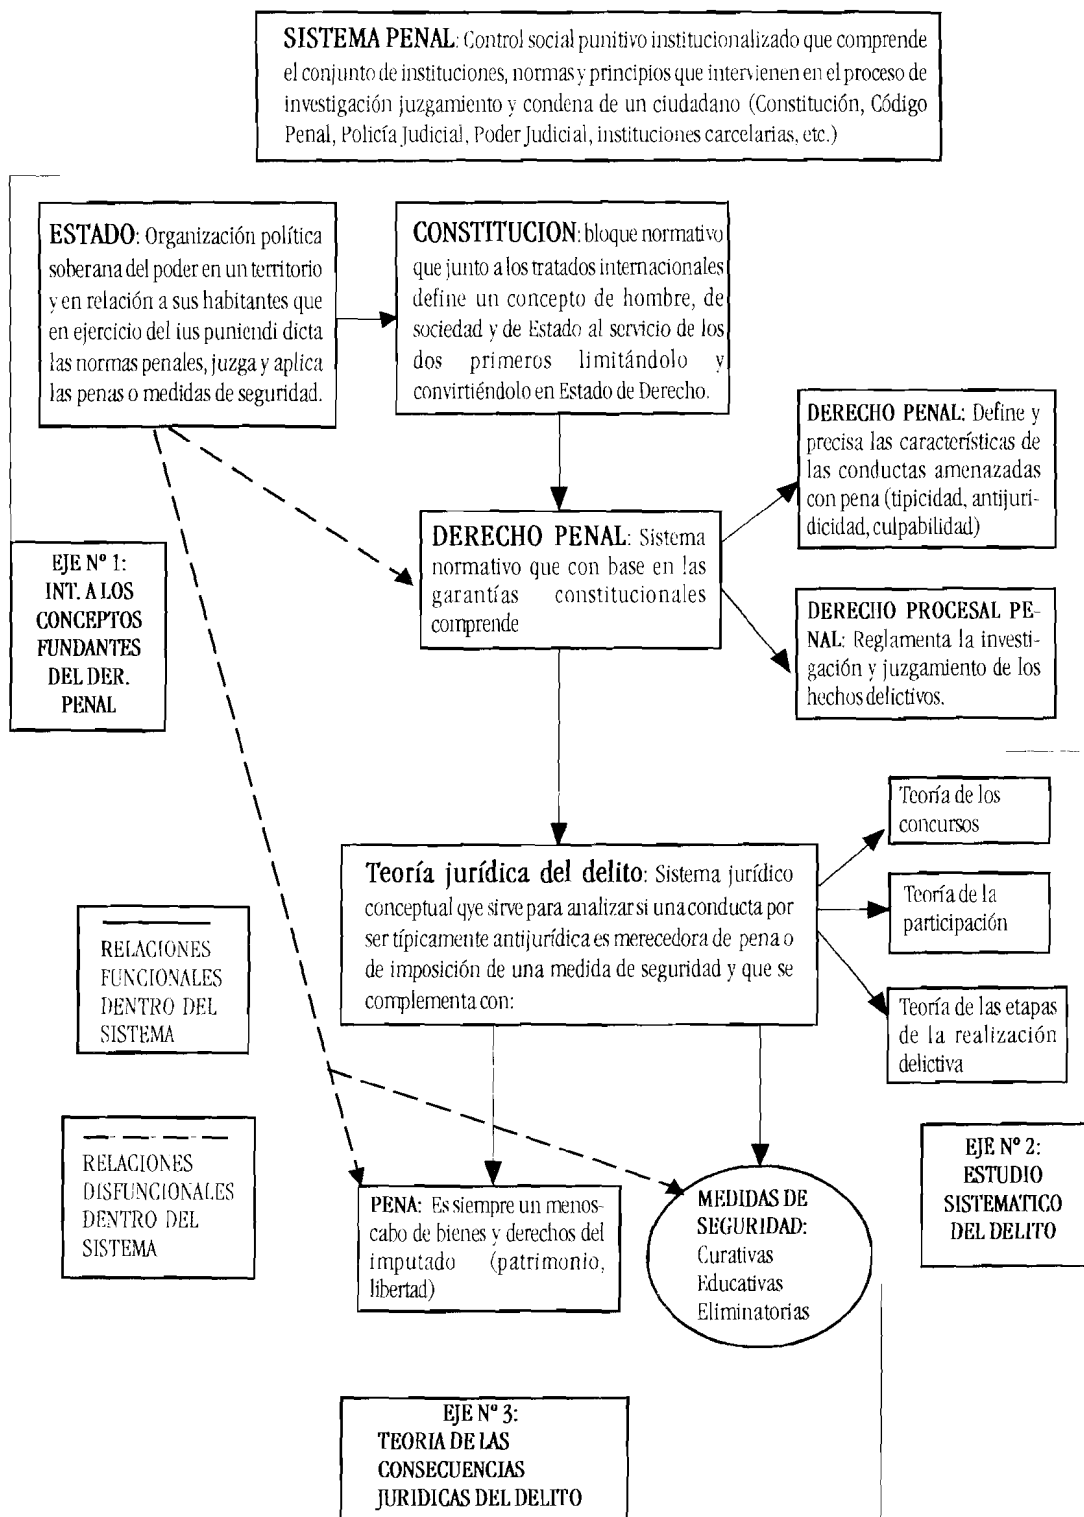 SISTEMA PENAL: Control social punitivo institucionalizado que comprende
el conjunto de instituciones, normas y principios que intervienen en el proceso de
investigación juzgamiento y condena de un ciudadano (Constitución, Código
Penal, Policía Judicial, Poder Judicial, instituciones carcelarias, etc.)
ESTADO: Organización política
soberana del poder en un territorio
y en relación a sus habitantes que
en ejercicio del ius puniendi dicta
las normas penales, juzga y aplica
las penas o medidas de seguridad.
CONSTITUCION: bloque normativo
que junto a los tratados internacionales
define un concepto de hombre, de
sociedad y de Estado al servicio de los
dos primeros limitándolo y
convirtiéndolo en Estado de Derecho.
DERECHO PENAL: Define y
precisa las características de
las conductas amenazadas
con pena (tipicidad, antijuri-
dicidad, culpabilidad)
DERECHO PENAL: Sistema
normativo que con base en las
garantías constitucionales
comprende
EJE Nº 1:
INT. A LOS
CONCEPTOS
FUNDANTES
DEL DER.
PENAL
DERECHO PROCESAL PE-
NAL: Reglamenta la investi-
gación y juzgamiento de los
hechos delictivos.
Teoría de los
concursos
Teoría jurídica del delito: Sistema jurídico
conceptual qye sirve para analizar si una conducta por
ser típicamente antijurídica es merecedora de pena o
de imposición de una medida de seguridad y que se
complementa con:
Teoría de la
participación
Teoría de las etapas
de la realización
delictiva
RELACIONES
FUNCIONALES
DENTRO DEL
SISTEMA
RELACIONES
DISFUNCIONALES
DENTRO DEL
SISTEMA
PENA: Es siempre un menos-
cabo de bienes y derechos del
imputado (patrimonio,
libertad)
MEDIDAS DE
SEGURIDAD:
Curativas
Educativas
Eliminatorias
EJE Nº 2:
ESTUDIO
SISTEMATICO
DEL DELITO
EJE Nº 3:
TEORIA DE LAS
CONSECUENCIAS
JURIDICAS DEL DELITO